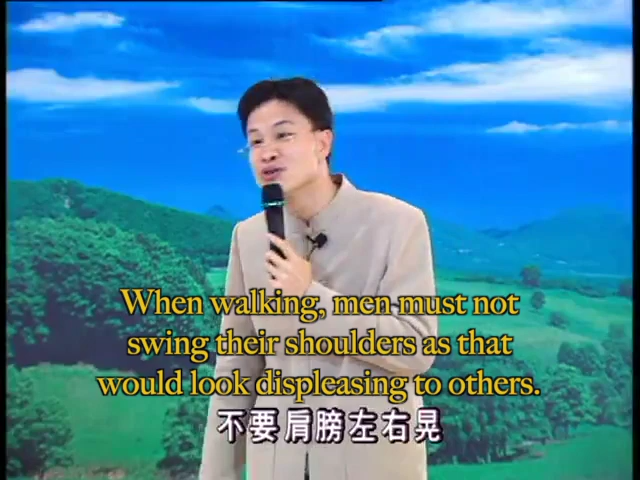 When walking, men must not
swing their shoulders as that
would look displeasing to others.
不要肩膀左右晃